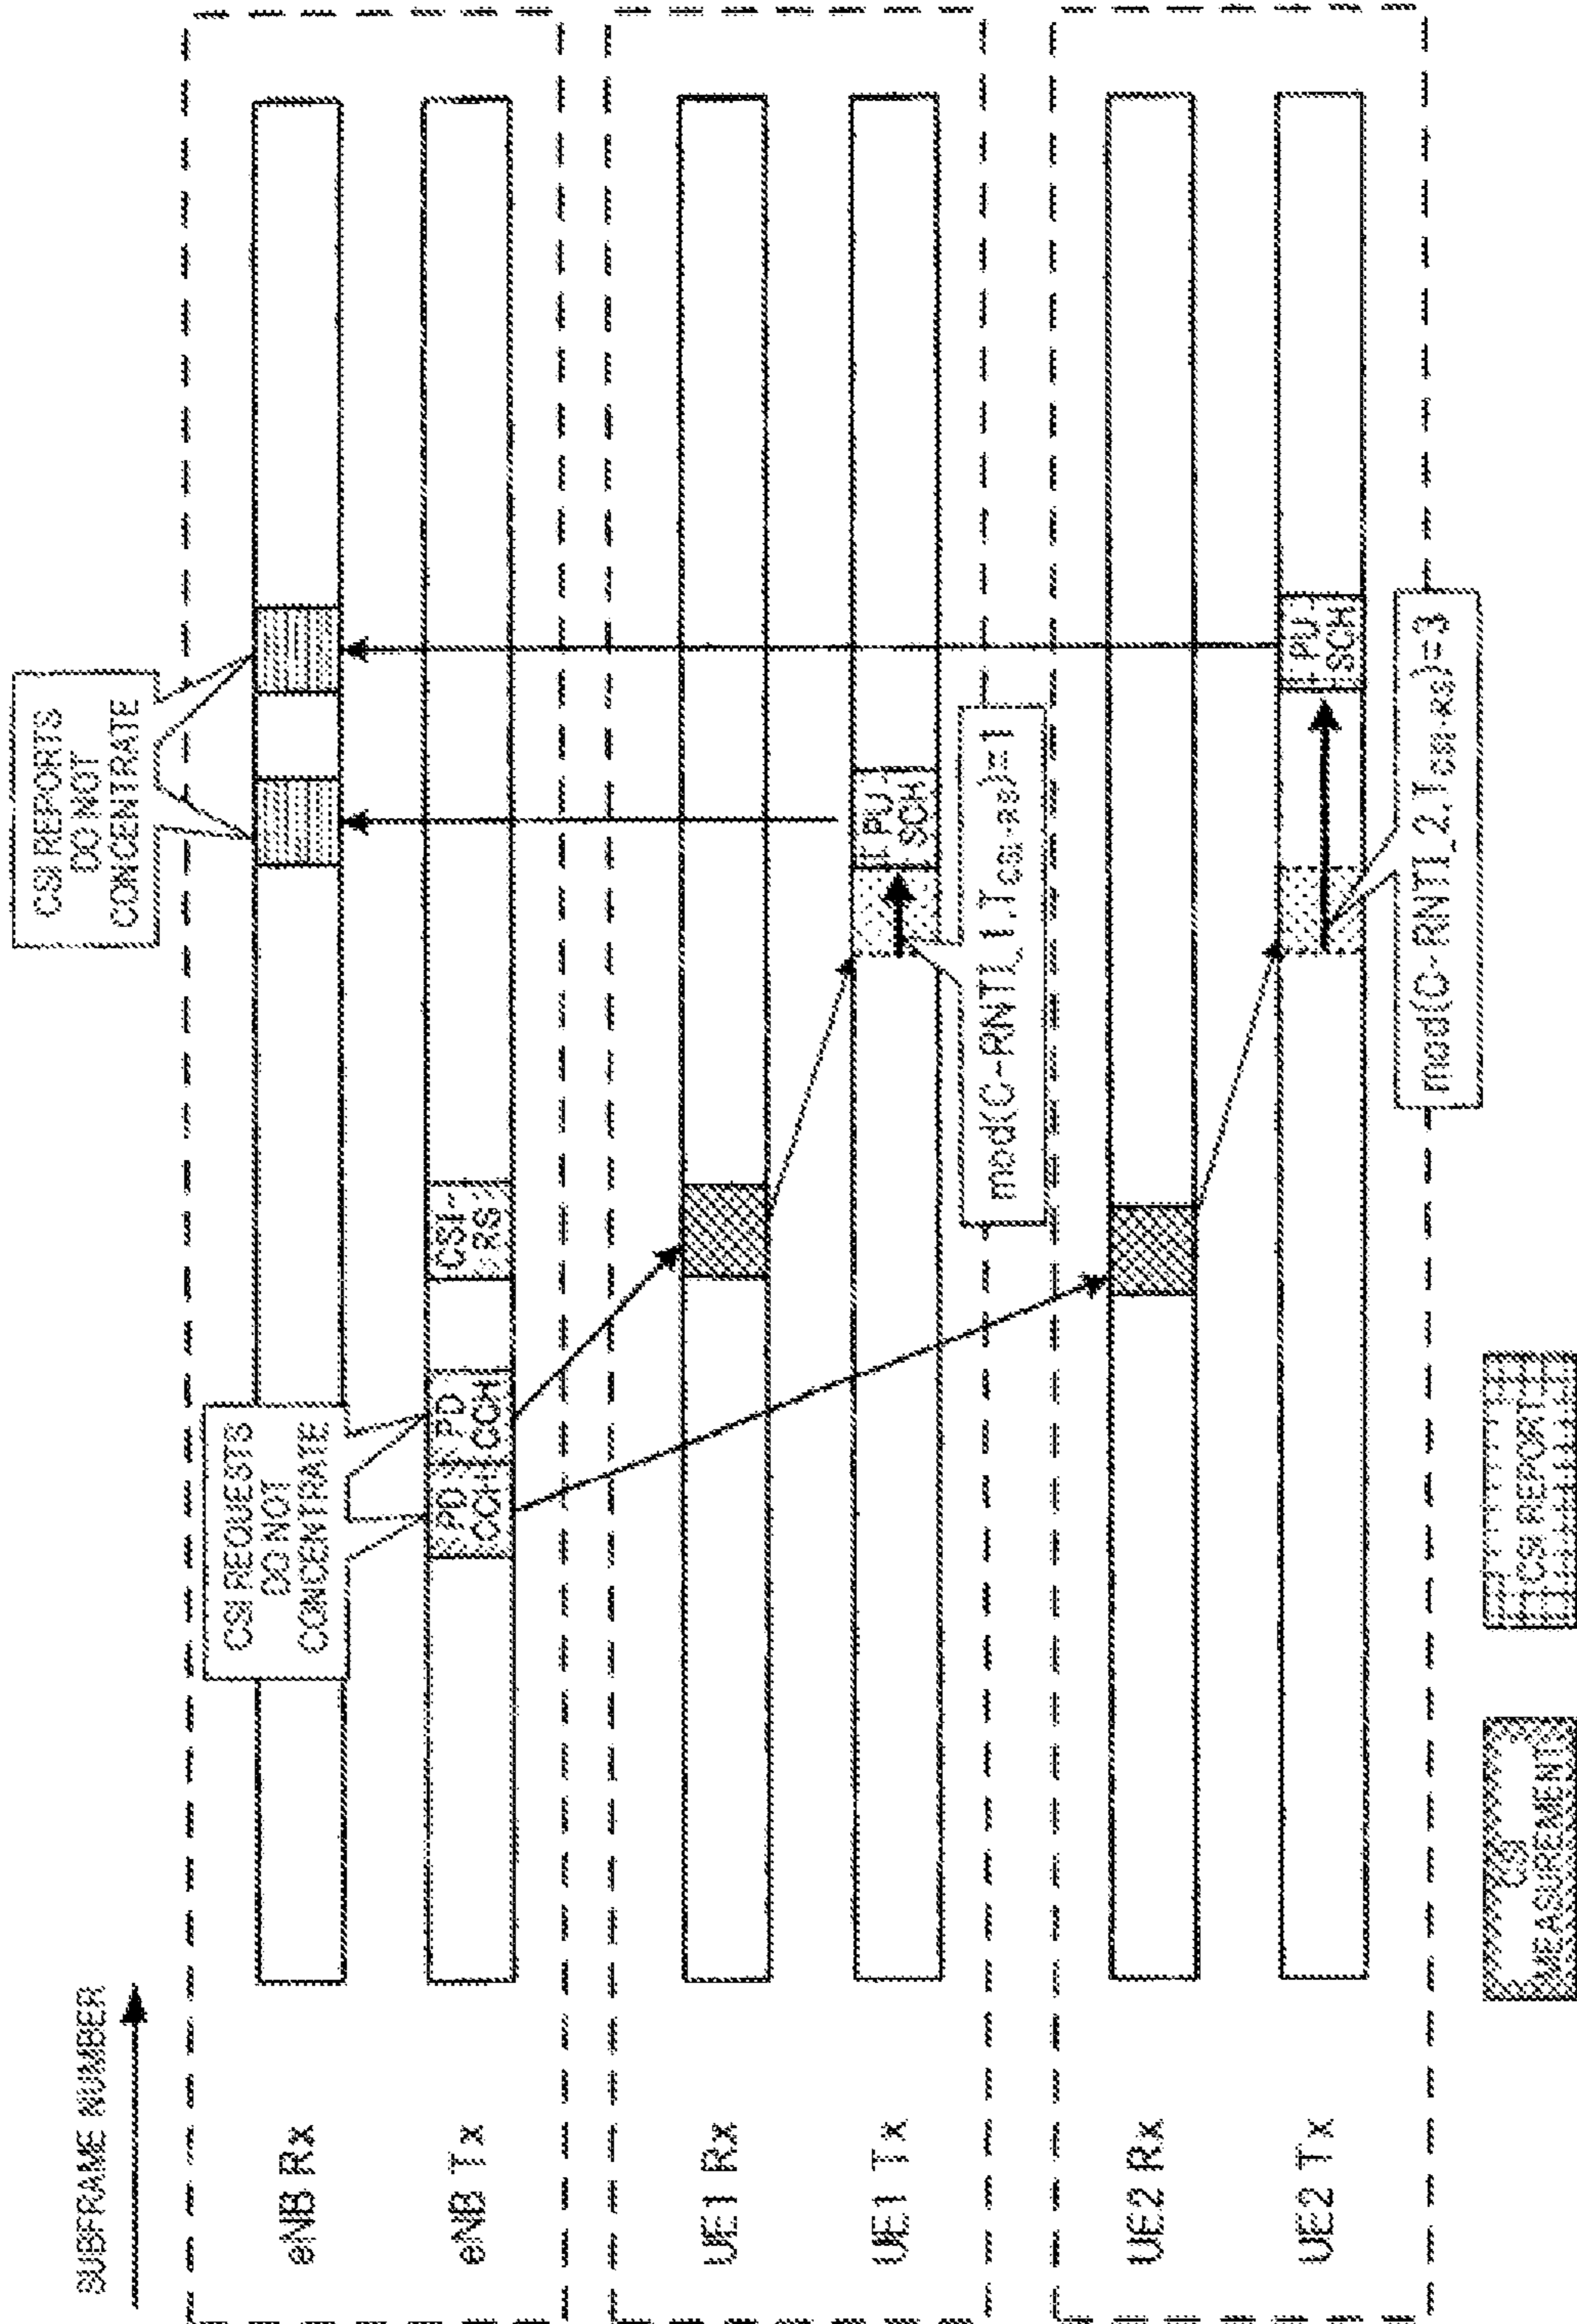 SUBFRAME NUMBER
CSI REPORTS
DO NOT
CONCENTRATE
CSI REQUESTS
DO NOT
CONCENTRATE
eNB Rx
eNB Tx
PD
CCH
PD
CCH
CSI-
RS
UE1 Rx
UE1 Tx
PU
SCH
mod(C-RNTI_1,TCSI-RS)=1
UE2 Rx
UE2 Tx
PU
SCH
mod(C-RNTI_2,TCSI-RS)=3
CSI
MEASUREMENT
CSI REPORT